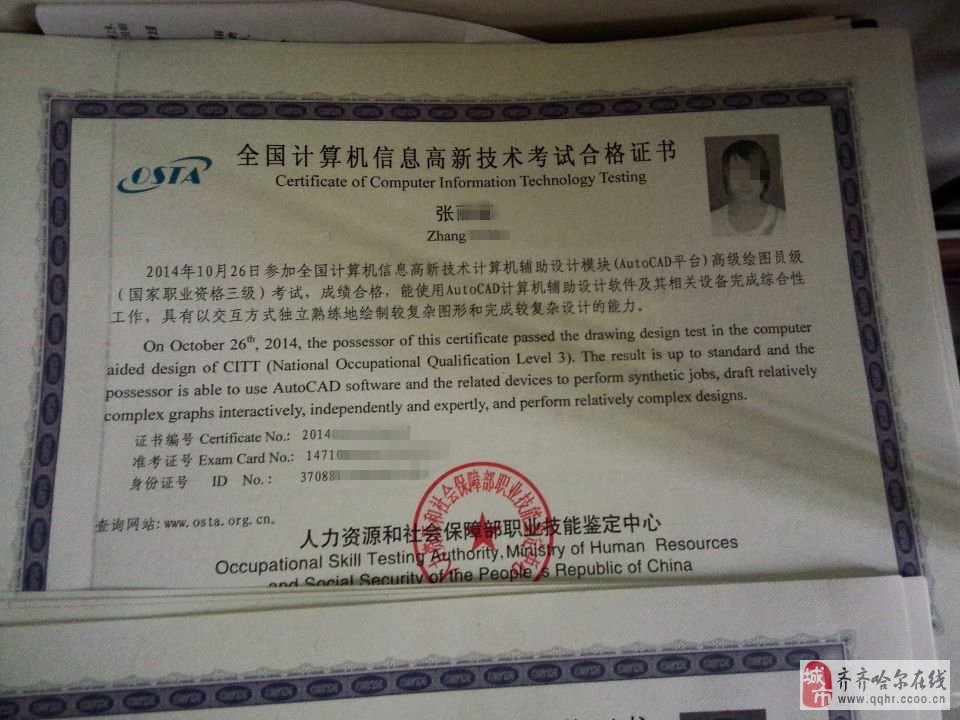 OSTA
全国计算机信息高新技术考试合格证书
Certificate of Computer Information Technology Testing
张
Zhang
2014年10月26日参加全国计算机信息高新技术计算机辅助设计模块(AutoCAD平台)高级绘图员级
(国家职业资格三级)考试，成绩合格，能使用AutoCAD计算机辅助设计软件及其相关设备完成综合性
工作，具有以交互方式独立熟练地绘制较复杂图形和完成较复杂设计的能力。
On October 26th, 2014, the possessor of this certificate passed the drawing design test in the computer
aided design of CITT (National Occupational Qualification Level 3). The result is up to standard and the
possessor is able to use AutoCAD software and the related devices to perform synthetic jobs, draft relatively
complex graphs interactively, independently and expertly, and perform relatively complex designs.
证书编号 Certificate No.: 2014
准考证号 Exam Card No.: 14710
身份证号 ID No.: 37088
查询网站:www.osta.org.cn。
人力资源和社会保障部职业技能鉴定中心
Occupational Skill Testing Authority, Ministry of Human Resources
and Social Security of the People's Republic of China
城市
齐齐哈尔在线
www.qqhr.ccoo.cn